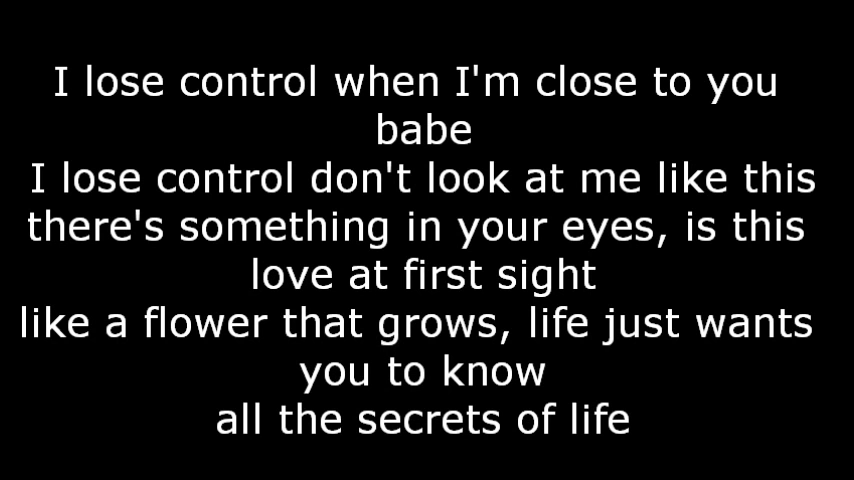 I lose control when I'm close to you
babe
I lose control don't look at me like this
there's something in your eyes, is this
love at first sight
like a flower that grows, life just wants
you to know
all the secrets of life